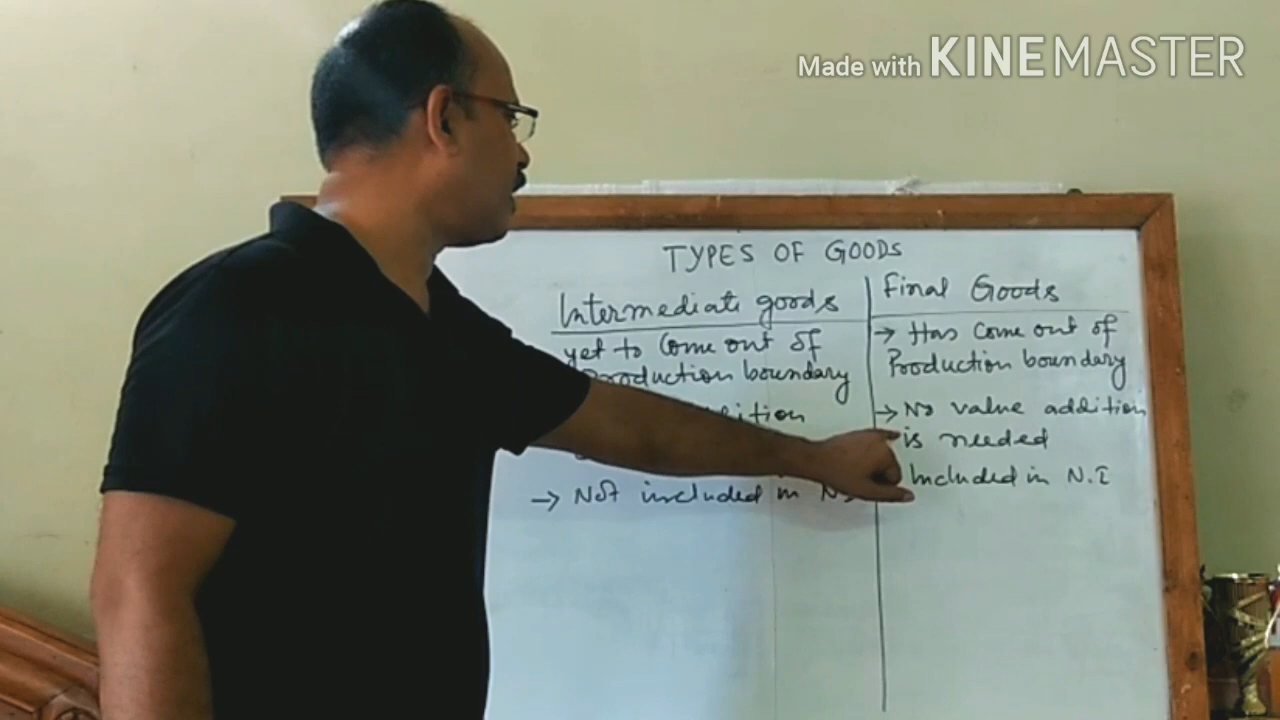 Made with KINEMASTER
TYPES OF GOODS
Intermediate goods
yet to Come out of
Production boundary
→ Not included in
Final Goods
→ Has Come out of
Production boundary
→ No value addition
is needed
Included in N.I